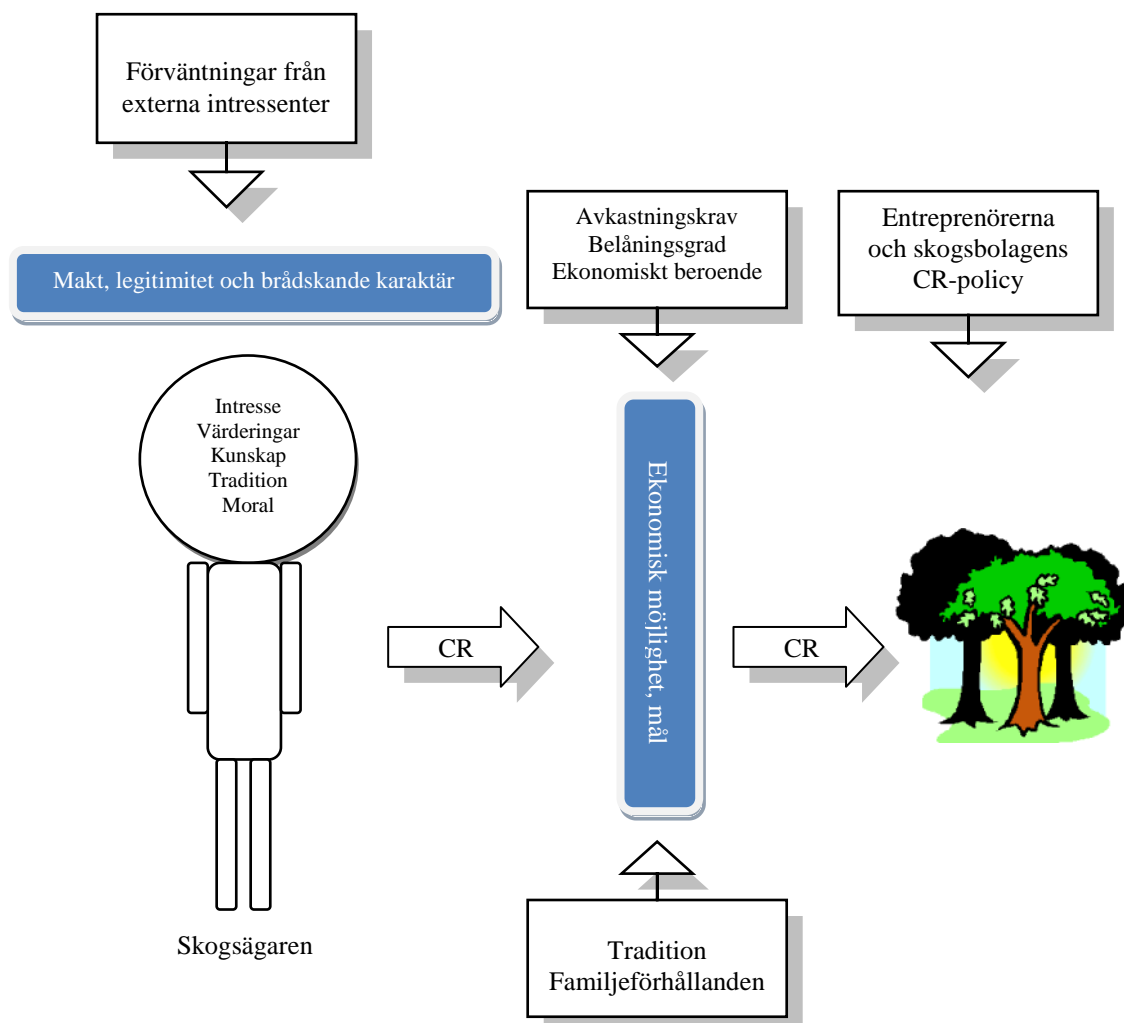 Förväntningar från
externa intressenter
Makt, legitimitet och brådskande karaktär
Avkastningskrav
Belåningsgrad
Ekonomiskt beroende
Entreprenörerna
och skogsbolagens
CR-policy
Intresse
Värderingar
Kunskap
Tradition
Moral
CR
Ekonomisk möjlighet, mål
CR
Skogsägaren
Tradition
Familjeförhållanden